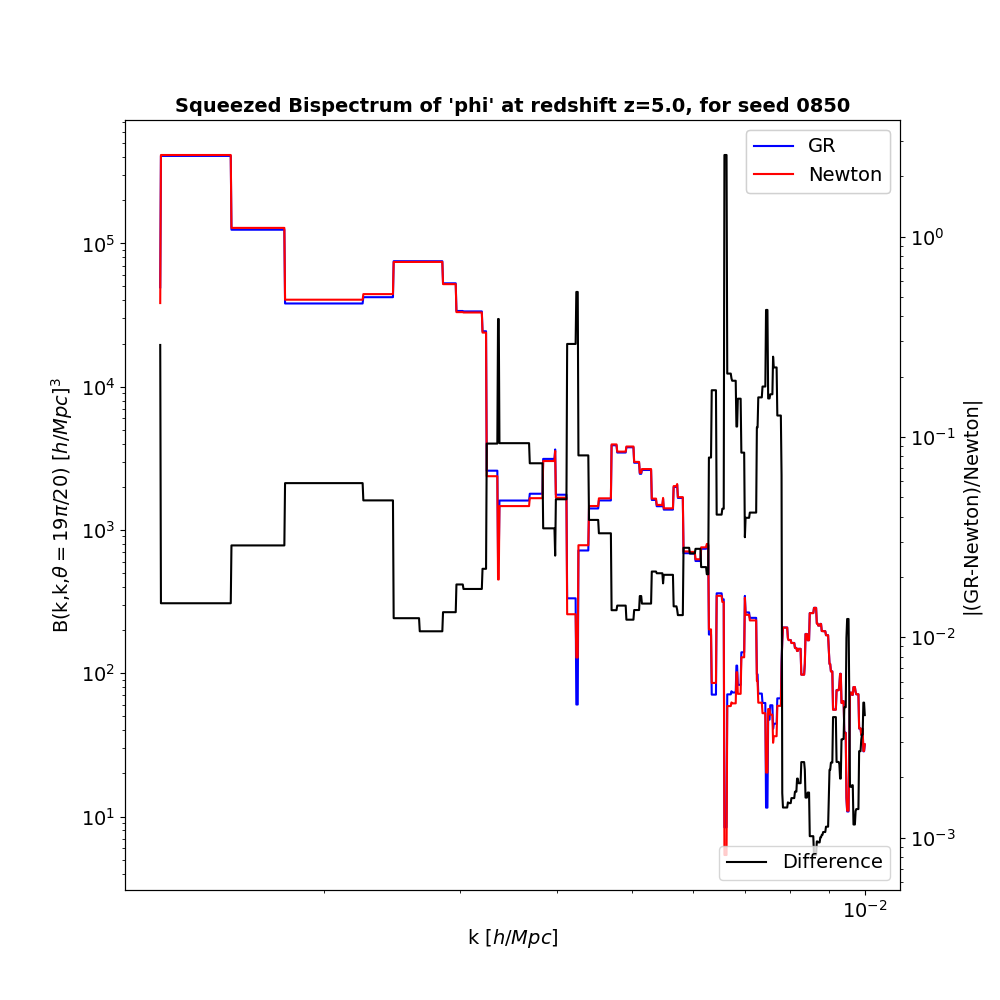 Squeezed Bispectrum of 'phi' at redshift z=5.0, for seed 0850
GR
Newton
B(k,k,θ = 19π/20) [h/Mpc]³
10⁵
10⁴
10³
10²
10¹
10⁰
10⁻¹
10⁻²
10⁻³
|(GR-Newton)/Newton|
Difference
10⁻²
k [h/Mpc]